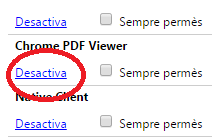 Desactiva Sempre permès
Chrome PDF Viewer
Desactiva Sempre permès
Native Client
Desactiva Sempre permès